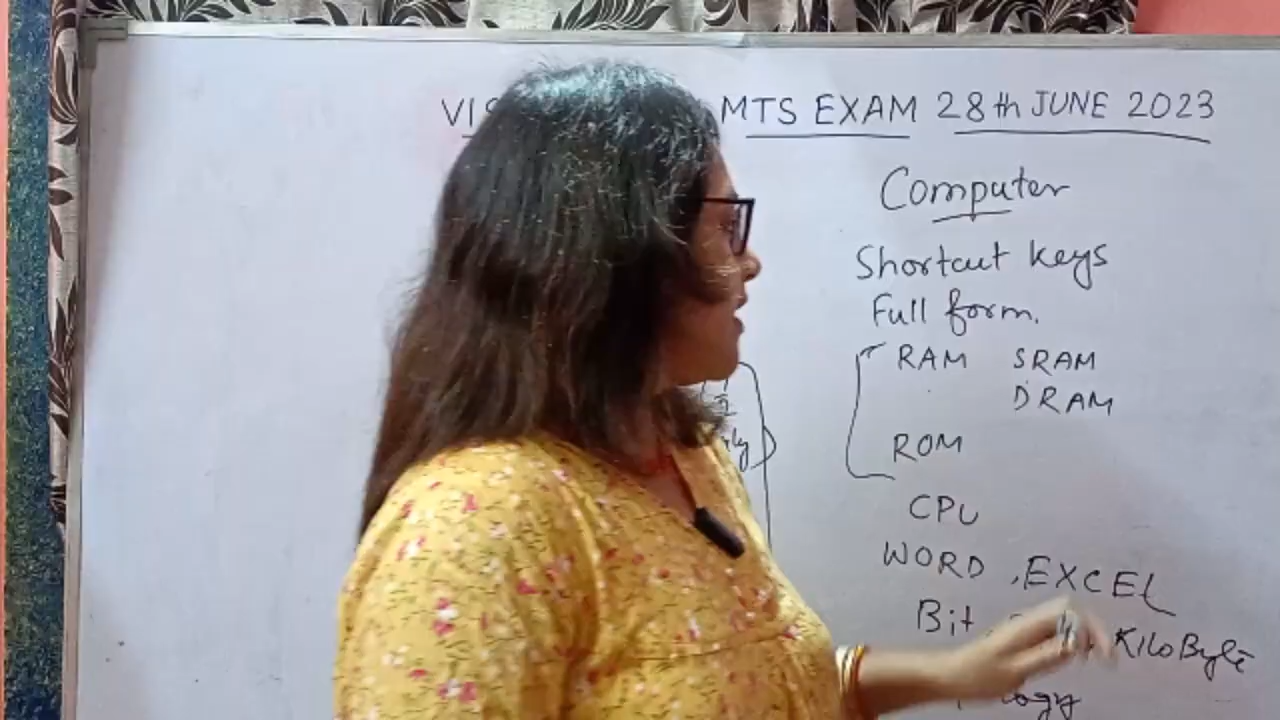 MTS EXAM 28th JUNE 2023
Computer
Shortcut keys
Full form.
RAM SRAM
DRAM
ROM
CPU
WORD , EXCEL
Bit , KiloByte